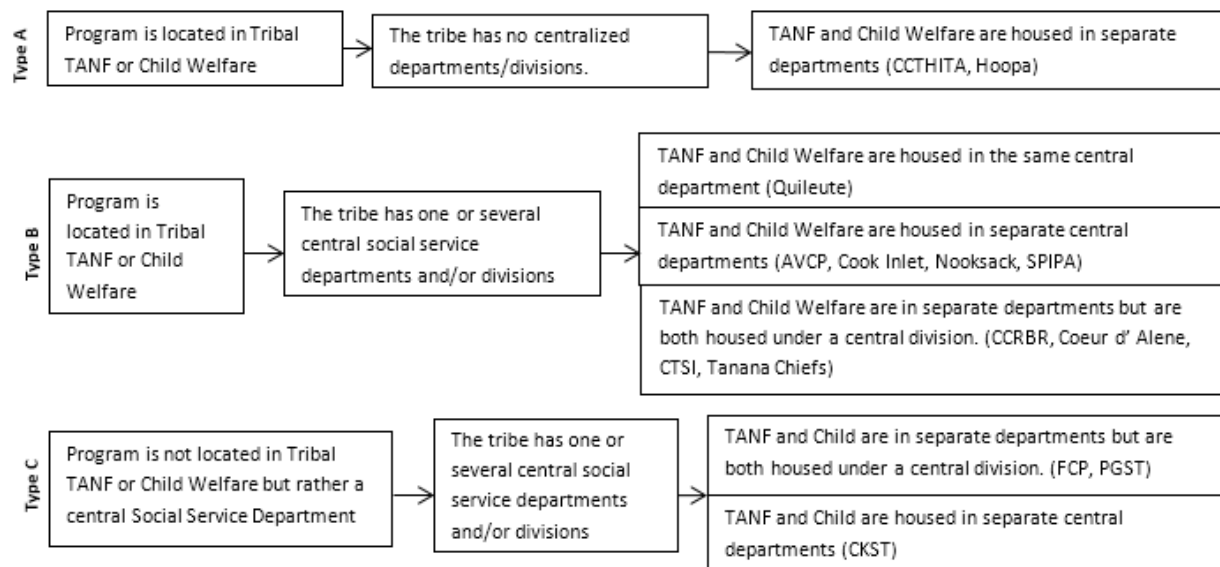 Type A
Program is located in Tribal
TANF or Child Welfare
The tribe has no centralized
departments/divisions.
TANF and Child Welfare are housed in separate
departments (CCTHITA, Hoopa)
Type B
Program is
located in Tribal
TANF or Child
Welfare
The tribe has one or several
central social service
departments and/or divisions
TANF and Child Welfare are housed in the same central
department (Quileute)
TANF and Child Welfare are housed in separate central
departments (AVCP, Cook Inlet, Nooksack, SPIPA)
TANF and Child Welfare are in separate departments but are
both housed under a central division. (CCRBR, Coeur d’ Alene,
CTSI, Tanana Chiefs)
Type C
Program is not located in Tribal
TANF or Child Welfare but rather a
central Social Service Department
The tribe has one or
several central social
service departments
and/or divisions
TANF and Child are in separate departments but are
both housed under a central division. (FCP, PGST)
TANF and Child are housed in separate central
departments (CKST)